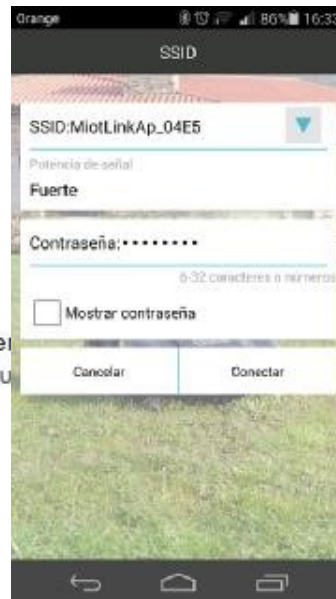 Orange 86% 16:33
SSID
SSID:MiotLinkAp_04E5
Potencia de señal
Fuerte
Contraseña:••••••••
6-32 caracteres o números
Mostrar contraseña
Cancelar Conectar